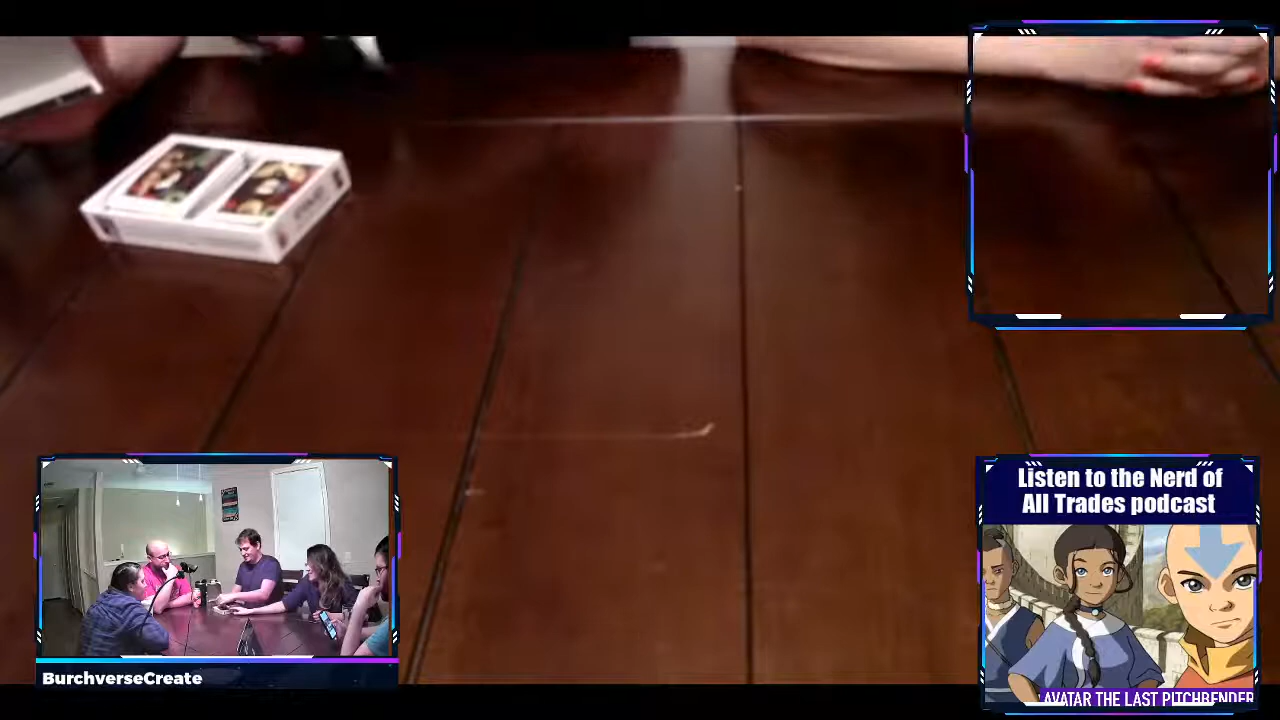 Listen to the Nerd of
All Trades podcast
AVATAR THE LAST PITCHBENDER
BurchverseCreate